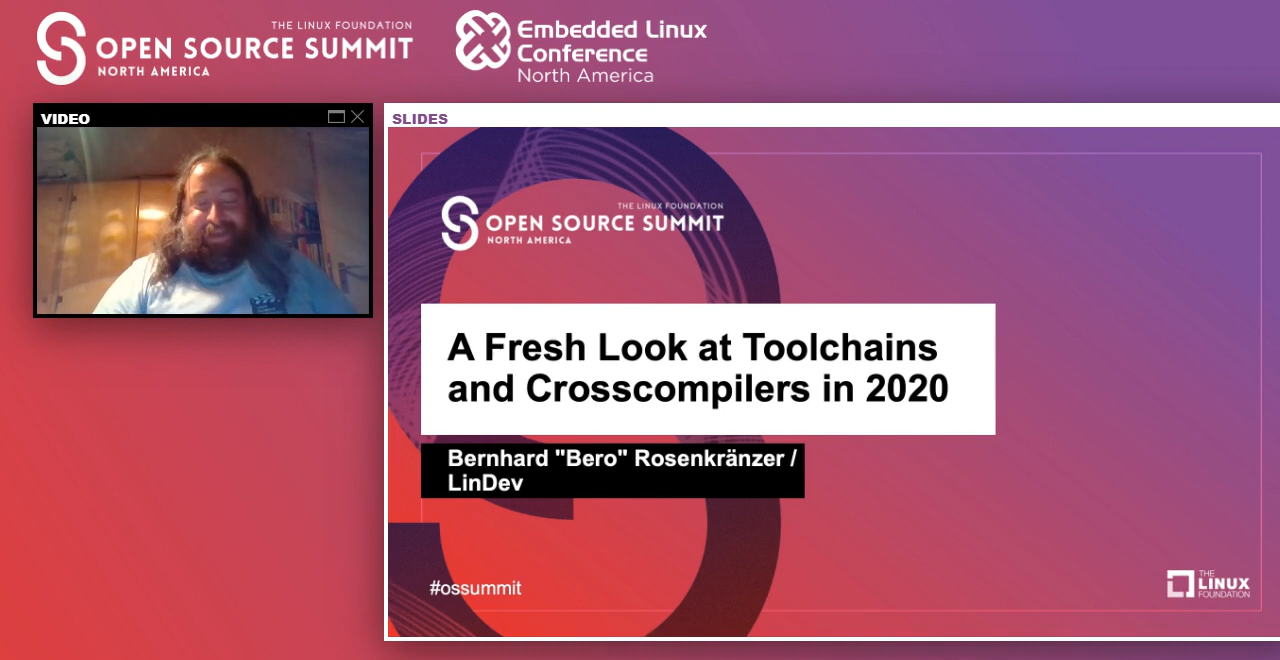 THE LINUX FOUNDATION
OPEN SOURCE SUMMIT
NORTH AMERICA
Embedded Linux
Conference
North America
VIDEO
SLIDES
THE LINUX FOUNDATION
OPEN SOURCE SUMMIT
NORTH AMERICA
A Fresh Look at Toolchains
and Crosscompilers in 2020
Bernhard "Bero" Rosenkränzer /
LinDev
#ossummit
THE
LINUX
FOUNDATION